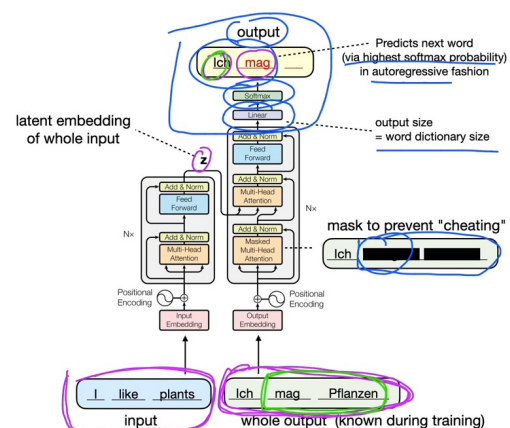 output
Ich mag
Predicts next word
(via highest softmax probability)
in autoregressive fashion
Softmax
Linear
output size
= word dictionary size
latent embedding
of whole input
z
Add & Norm
Feed
Forward
Add & Norm
Multi-Head
Attention
N×
Add & Norm
Feed
Forward
N×
Add & Norm
Multi-Head
Attention
Add & Norm
Masked
Multi-Head
Attention
mask to prevent "cheating"
Ich
Positional
Encoding
Positional
Encoding
Input
Embedding
Output
Embedding
I like plants
input
Ich mag Pflanzen
whole output (known during training)